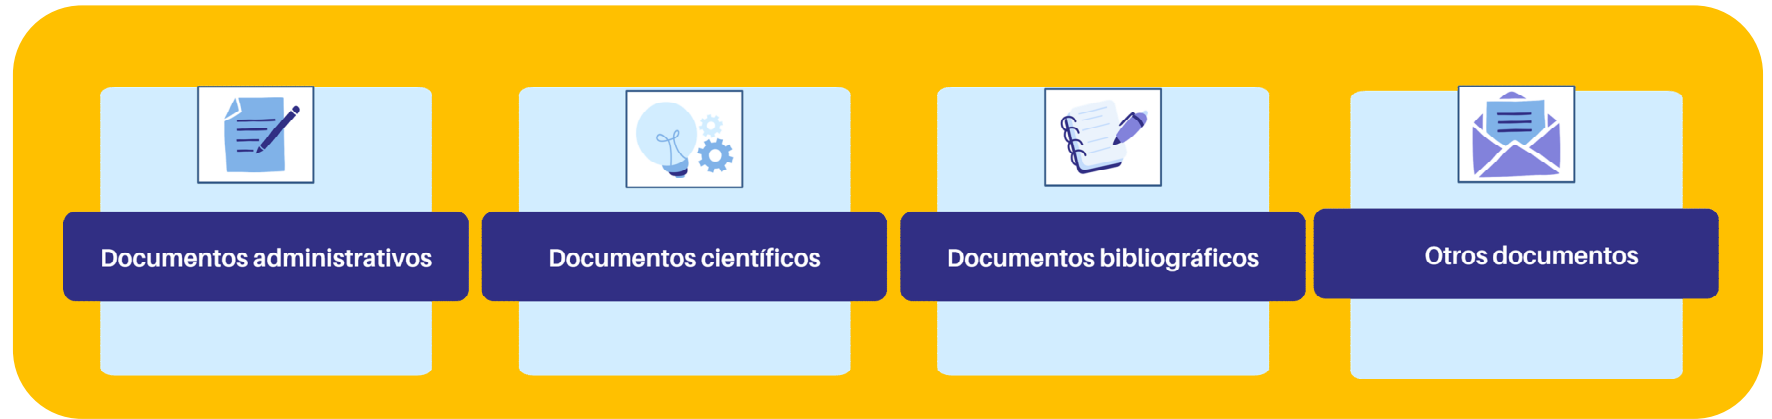 Documentos administrativos
Documentos científicos
Documentos bibliográficos
Otros documentos